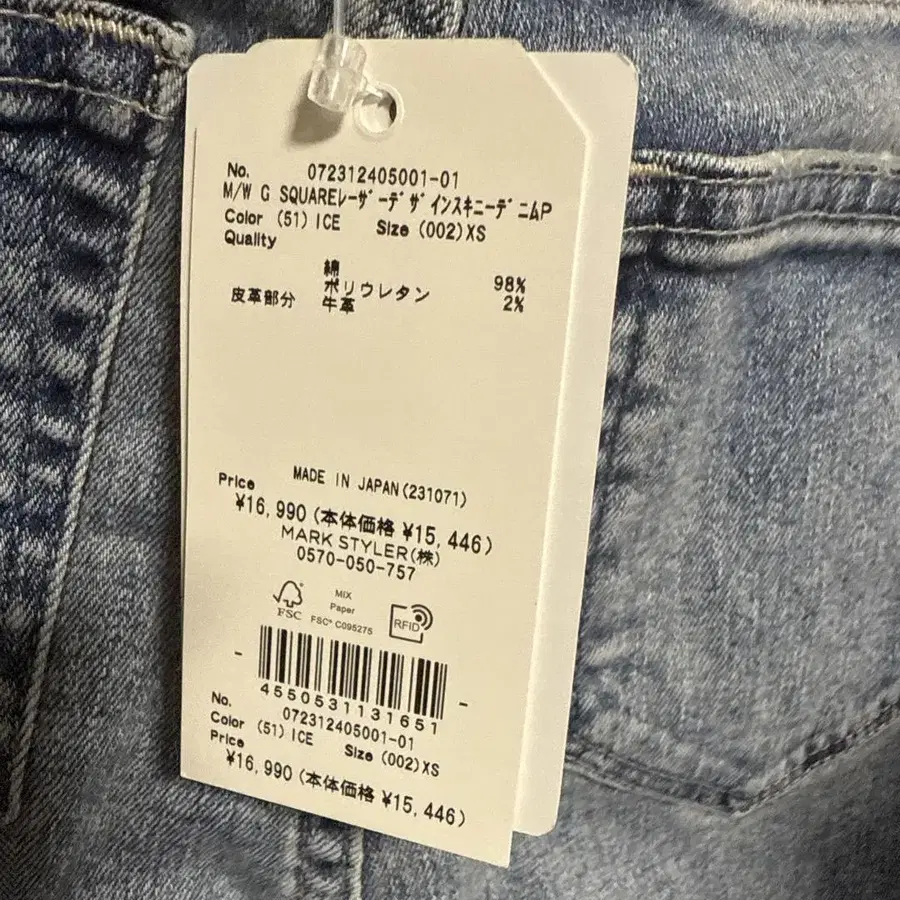 No. 072312405001-01
M/W G SQUAREレーザーデザインスキニーデニムP
Color (51) ICE Size (002) XS
Quality
綿 98%
ポリウレタン 2%
皮革部分 牛革
MADE IN JAPAN (231071)
Price
¥16,990 (本体価格 ¥15,446)
MARK STYLER(株)
0570-050-757
FSC
MIX
Paper
FSC® C095275
RFID
4550531131651
No. 072312405001-01
Color (51) ICE Size (002) XS
Price
¥16,990 (本体価格 ¥15,446)